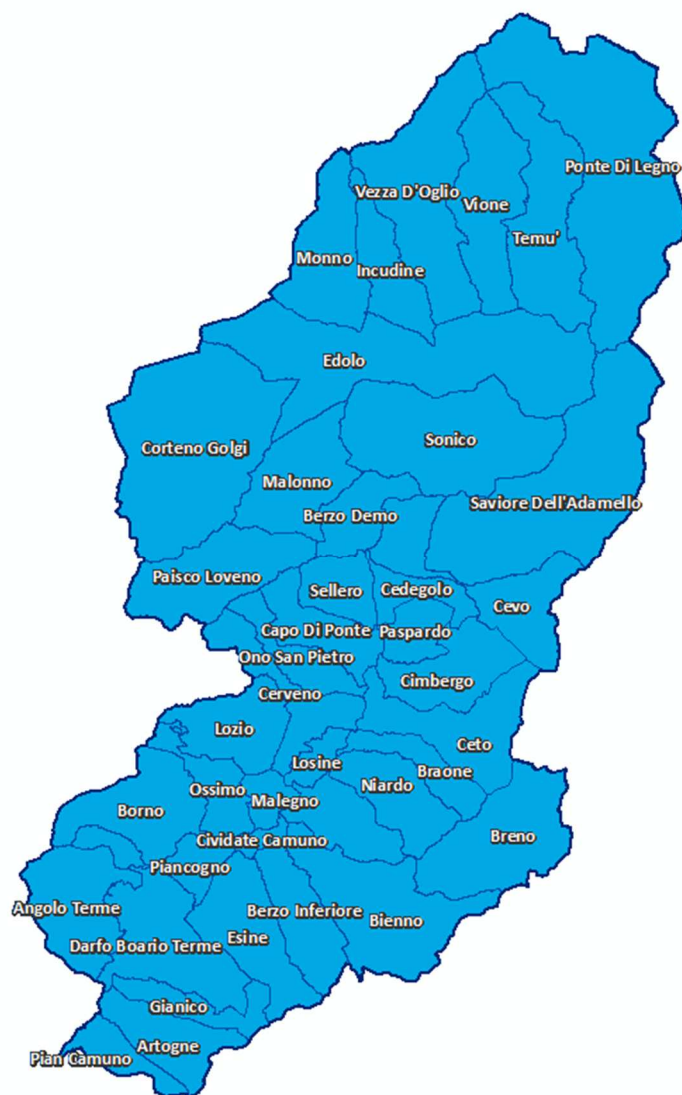 Ponte Di Legno
Vezza D'Oglio
Vione
Temu'
Monno
Incudine
Edolo
Corteno Golgi
Sonico
Malonno
Saviore Dell'Adamello
Berzo Demo
Paisco Loveno
Sellero
Cedegolo
Cevo
Capo Di Ponte
Paspardo
Ono San Pietro
Cimbergo
Cerveno
Lozio
Ceto
Losine
Braone
Niardo
Ossimo
Malegno
Borno
Breno
Cividate Camuno
Piancogno
Angolo Terme
Berzo Inferiore
Bienno
Esine
Darfo Boario Terme
Gianico
Artogne
Pian Camuno